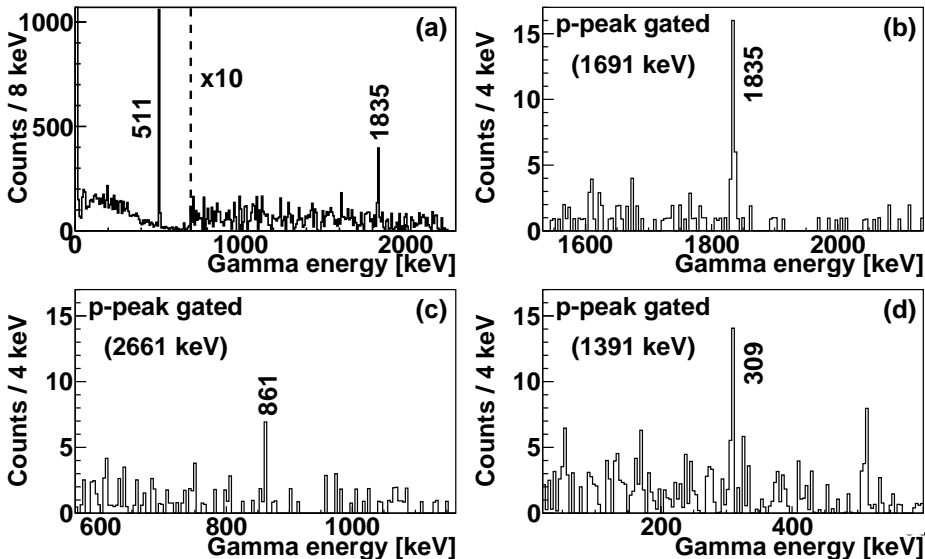 (a)
1000
500
0
511
x10
1835
0
1000
2000
Counts / 8 keV
Gamma energy [keV]
(b)
p-peak gated
(1691 keV)
1835
15
10
5
0
1600
1800
2000
Counts / 4 keV
Gamma energy [keV]
(c)
p-peak gated
(2661 keV)
861
15
10
5
0
600
800
1000
Counts / 4 keV
Gamma energy [keV]
(d)
p-peak gated
(1391 keV)
309
15
10
5
0
200
400
Counts / 4 keV
Gamma energy [keV]